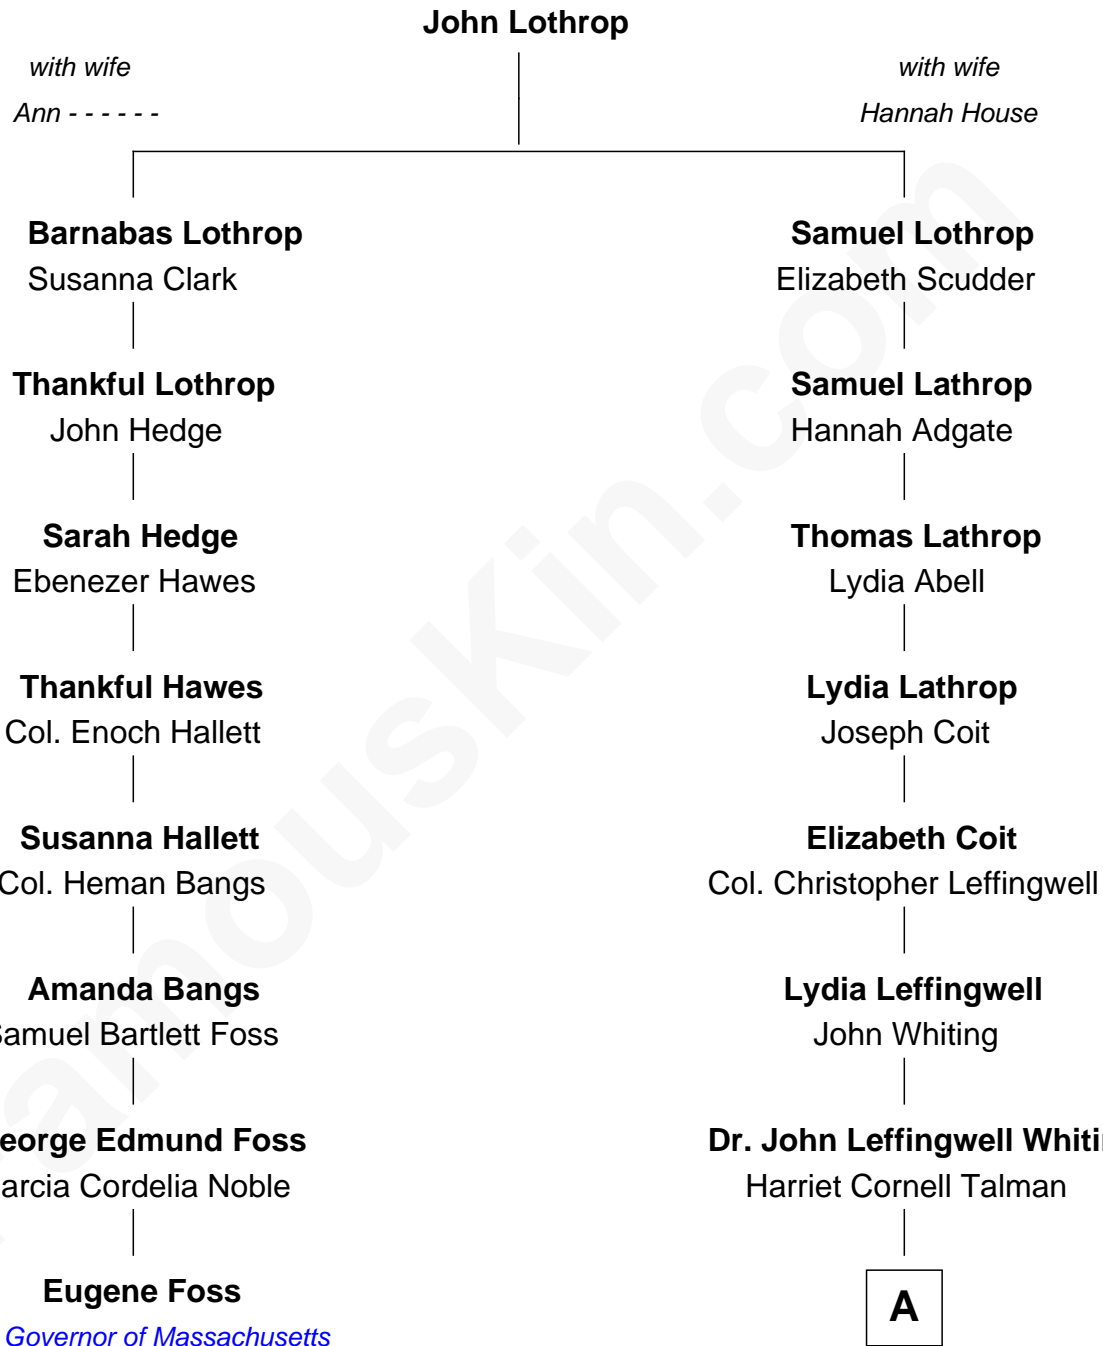 John Lothrop
with wife
Ann - - - - - -
with wife
Hannah House
Barnabas Lothrop
Susanna Clark
Samuel Lothrop
Elizabeth Scudder
Thankful Lothrop
John Hedge
Samuel Lathrop
Hannah Adgate
Sarah Hedge
Ebenezer Hawes
Thomas Lathrop
Lydia Abell
Thankful Hawes
Col. Enoch Hallett
Lydia Lathrop
Joseph Coit
Susanna Hallett
Col. Heman Bangs
Elizabeth Coit
Col. Christopher Leffingwell
Amanda Bangs
Samuel Bartlett Foss
Lydia Leffingwell
John Whiting
eorge Edmund Foss
arcia Cordelia Noble
Dr. John Leffingwell Whiti
Harriet Cornell Talman
Eugene Foss
Governor of Massachusetts
A
famousKin.com